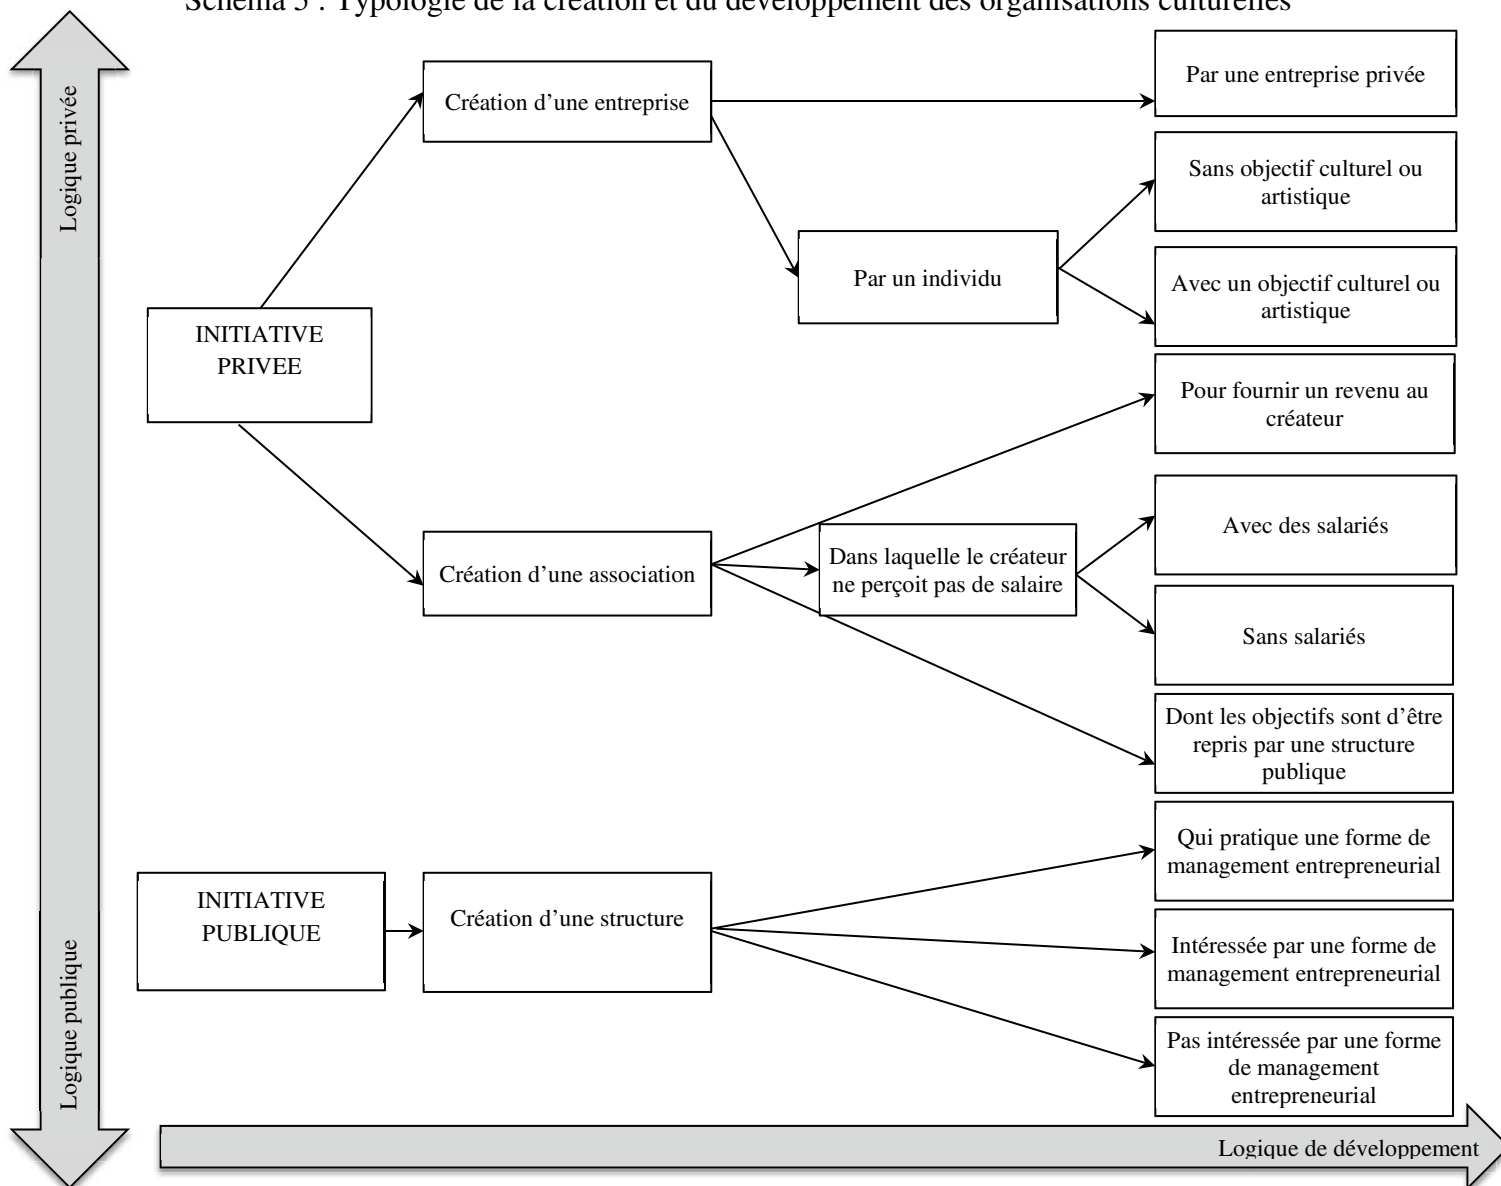 Schéma 5 : Typologie de la création et du développement des organisations culturelles
Logique privée
Par une entreprise privée
Création d’une entreprise
Sans objectif culturel ou
artistique
Par un individu
Avec un objectif culturel ou
artistique
INITIATIVE
PRIVEE
Pour fournir un revenu au
créateur
Avec des salariés
Création d’une association
Dans laquelle le créateur
ne perçoit pas de salaire
Sans salariés
Dont les objectifs sont d’être
repris par une structure
publique
Qui pratique une forme de
management entrepreneurial
INITIATIVE
PUBLIQUE
Création d’une structure
Intéressée par une forme de
management entrepreneurial
Logique publique
Pas intéressée par une forme
de management
entrepreneurial
Logique de développement